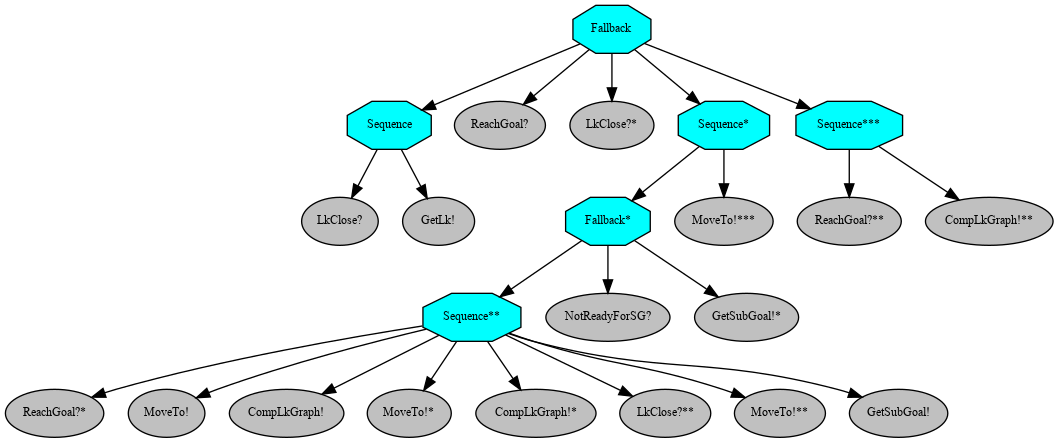 Fallback
Sequence
ReachGoal?
LkClose?*
Sequence*
Sequence***
LkClose?
GetLk!
Fallback*
MoveTo!***
ReachGoal?**
CompLkGraph!**
Sequence**
NotReadyForSG?
GetSubGoal!*
ReachGoal?*
MoveTo!
CompLkGraph!
MoveTo!*
CompLkGraph!*
LkClose?**
MoveTo!**
GetSubGoal!